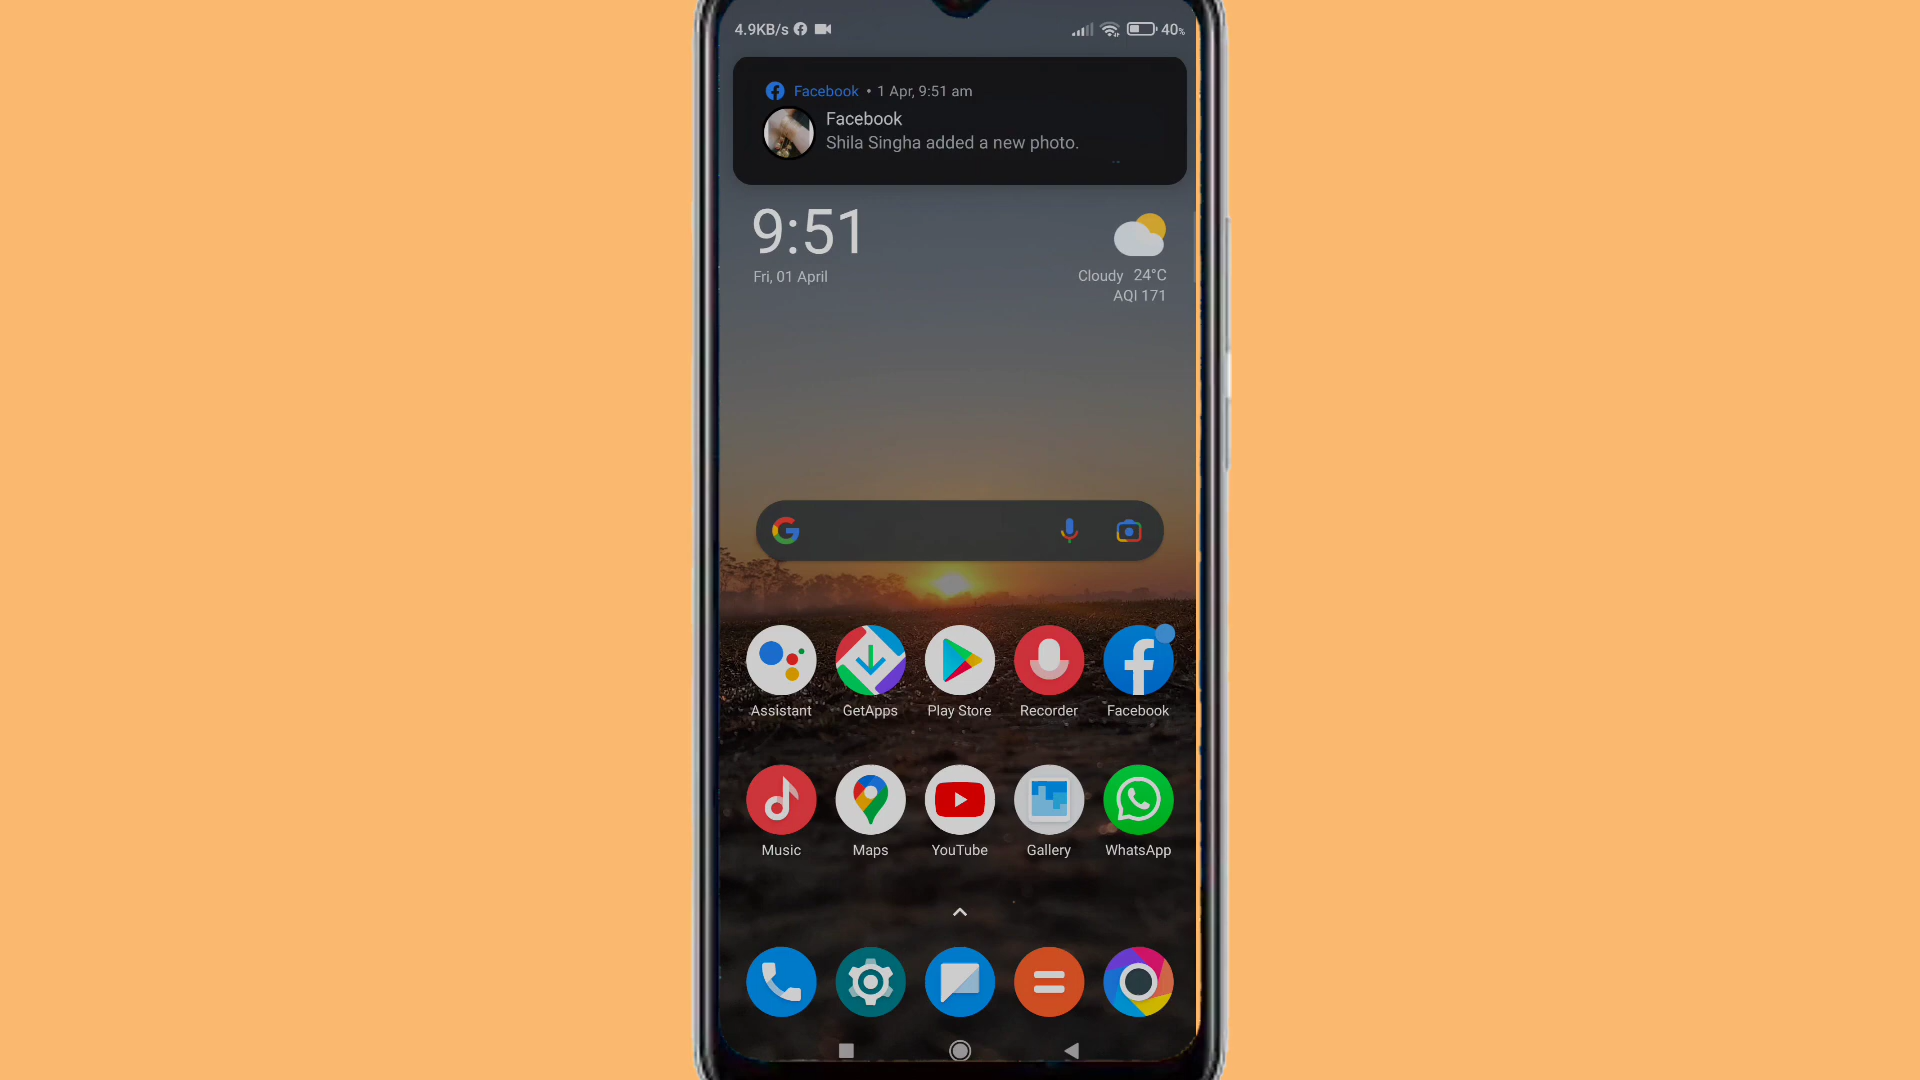 4.9KB/s 40%
Facebook • 1 Apr, 9:51 am
Facebook
Shila Singha added a new photo.
9:51
Fri, 01 April
Cloudy 24°C
AQI 171
Assistant GetApps Play Store Recorder Facebook
Music Maps YouTube Gallery WhatsApp